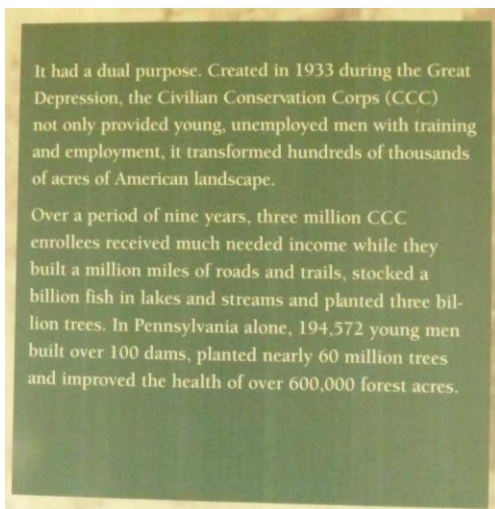 It had a dual purpose. Created in 1933 during the Great
Depression, the Civilian Conservation Corps (CCC)
not only provided young, unemployed men with training
and employment, it transformed hundreds of thousands
of acres of American landscape.
Over a period of nine years, three million CCC
enrollees received much needed income while they
built a million miles of roads and trails, stocked a
billion fish in lakes and streams and planted three bil-
lion trees. In Pennsylvania alone, 194,572 young men
built over 100 dams, planted nearly 60 million trees
and improved the health of over 600,000 forest acres.